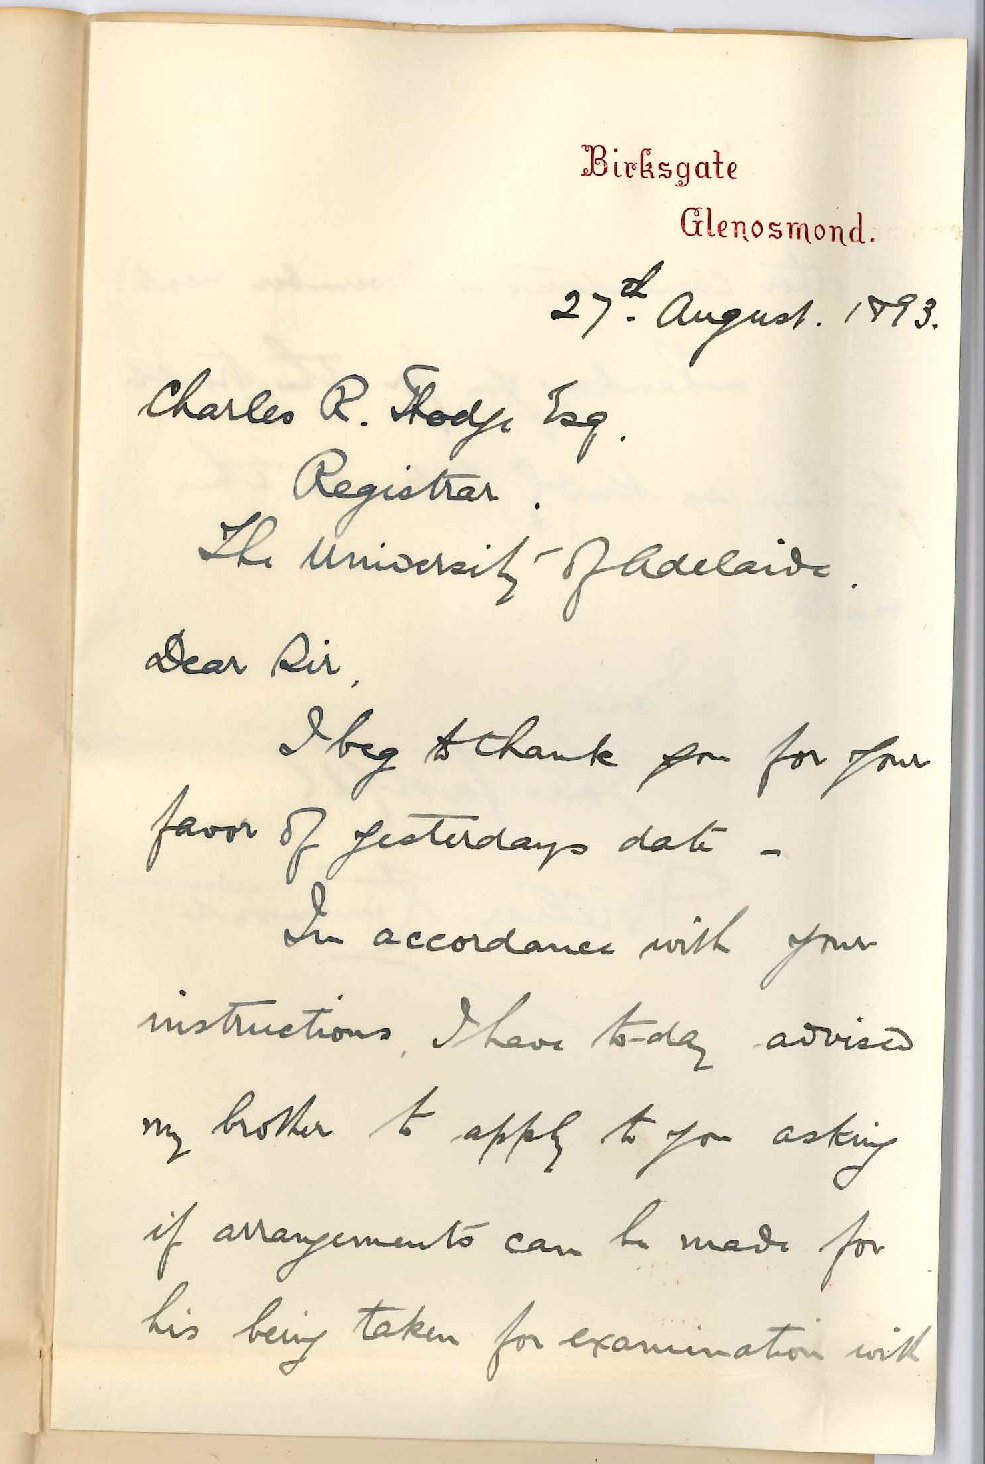 Birksgate
Glenosmond.
27th. August. 1893.
Charles R. Hodge Esq.
Registrar.
The University of Adelaide.
Dear Sir,
I beg to thank you for your
favor of yesterdays date -
In accordance with your
instructions, I have to-day advised
my brother to apply to you asking
if arrangements can be made for
his being taken for examination with